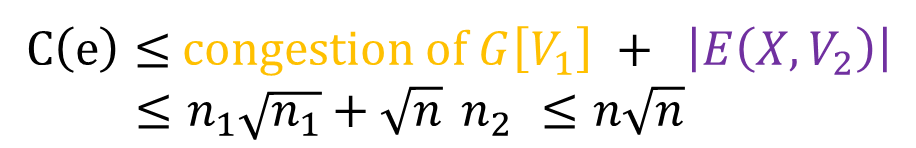 C(e) ≤ congestion of G[V₁] + |E(X, V₂)|
≤ n₁√n₁ + √n n₂ ≤ n√n